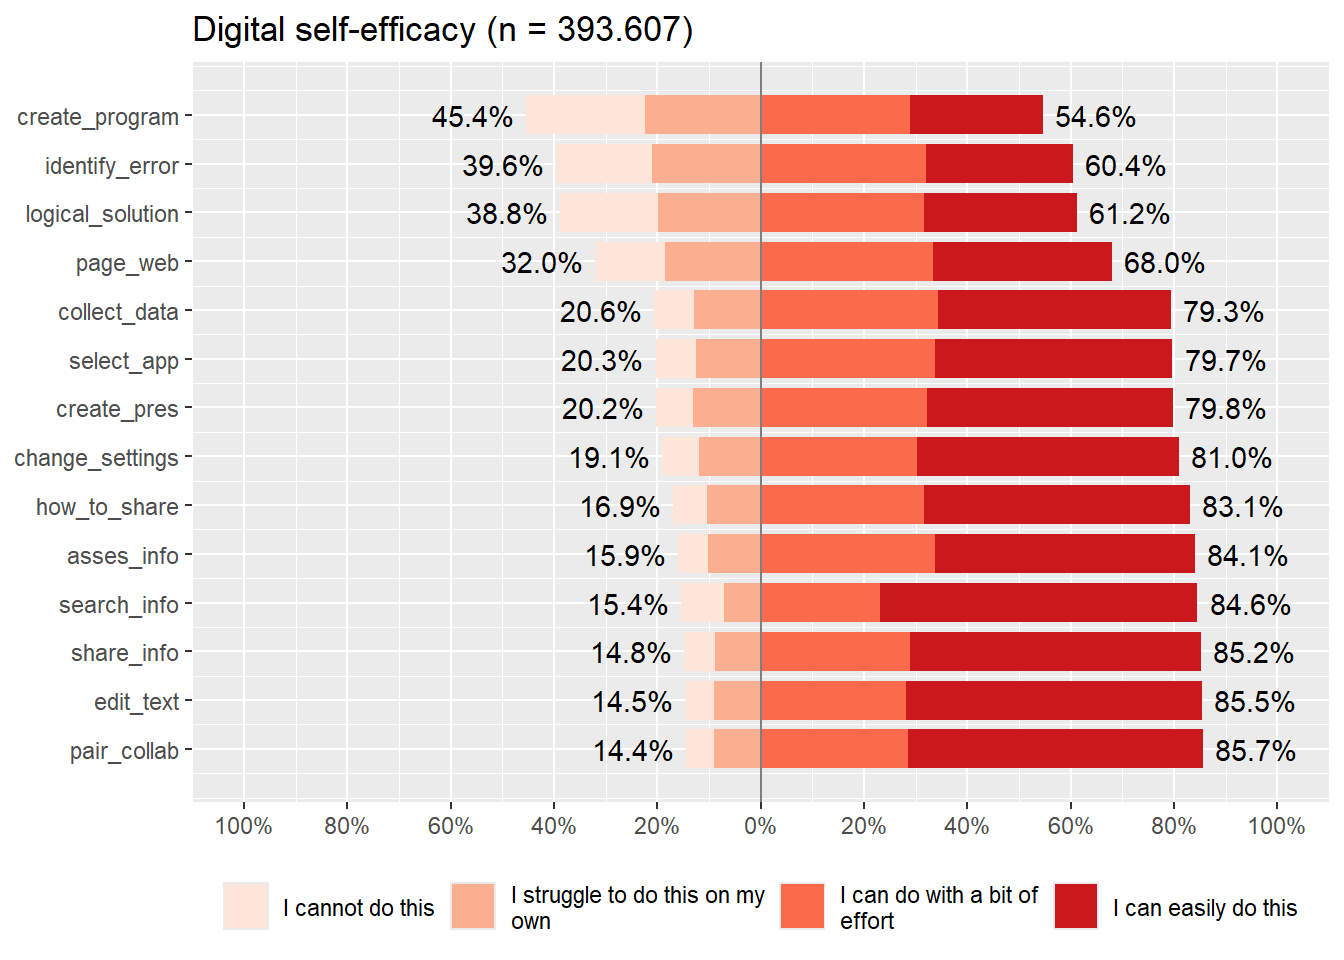 Digital self-efficacy (n = 393.607)
create_program 45.4% 54.6%
identify_error 39.6% 60.4%
logical_solution 38.8% 61.2%
page_web 32.0% 68.0%
collect_data 20.6% 79.3%
select_app 20.3% 79.7%
create_pres 20.2% 79.8%
change_settings 19.1% 81.0%
how_to_share 16.9% 83.1%
asses_info 15.9% 84.1%
search_info 15.4% 84.6%
share_info 14.8% 85.2%
edit_text 14.5% 85.5%
pair_collab 14.4% 85.7%
100% 80% 60% 40% 20% 0% 20% 40% 60% 80% 100%
I cannot do this
I struggle to do this on my
own
I can do with a bit of
effort
I can easily do this